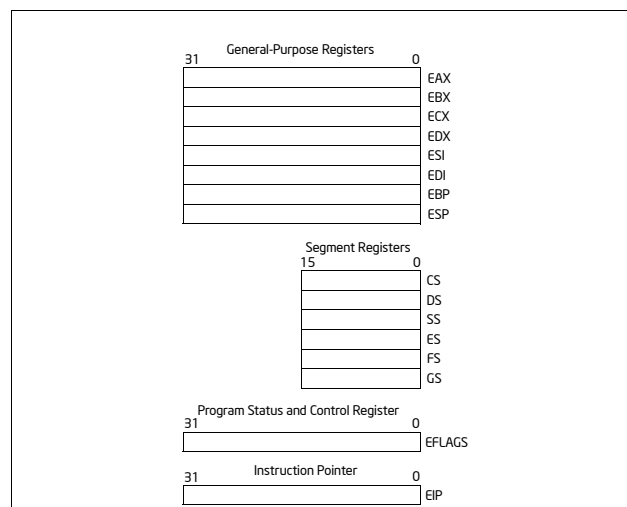 General-Purpose Registers
31 0
EAX
EBX
ECX
EDX
ESI
EDI
EBP
ESP
Segment Registers
15 0
CS
DS
SS
ES
FS
GS
Program Status and Control Register
31 0
EFLAGS
Instruction Pointer
31 0
EIP